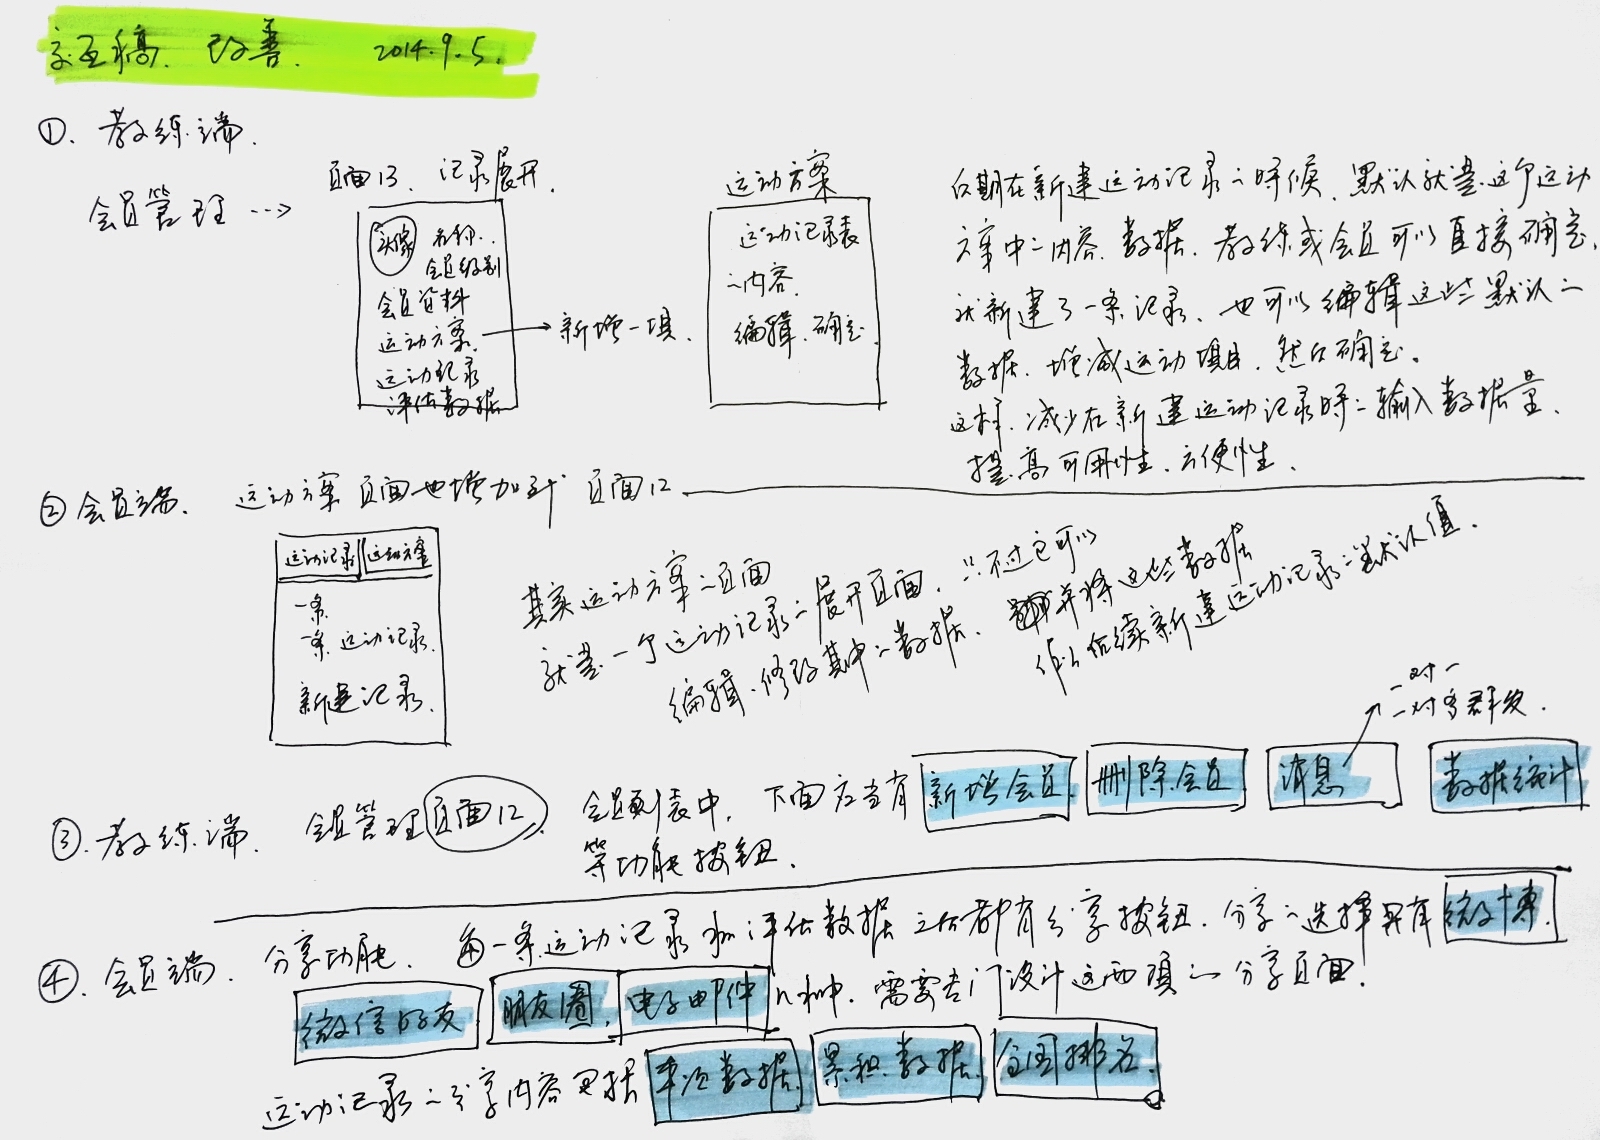 交互稿 改善. 2014.9.5.
①. 教练端.
会员管理 ⇢
页面13、记录展开.
头像 名称..
会员级别
会员资料
运动方案 → 新增一项.
运动记录
评估数据
运动方案
运动记录表
的内容.
编辑、确定.
后期在新建运动记录的时候、默认就是这个运动
方案中的内容、数据、教练或会员可以直接确定、
就新建了一条记录、也可以编辑这些默认的
数据、增减运动项目、然后确定。
这样、减少在新建运动记录时的输入数据量、
提高可用性、方便性、
② 会员端、 运动方案页面也增加到 页面12
运动记录 运动方案
一条
一条 运动记录.
新建记录.
其实运动方案的页面
就是一个运动记录的展开页面、只不过它可以
编辑、修改其中的数据、并将这些数据
作为后续新建运动记录的默认值.
③. 教练端. 会员管理 页面12、 会员列表中, 下面应当有 新增会员. 删除会员 消息 数据统计
一对一
一对多群发.
等功能按钮.
④. 会员端. 分享功能. 每一条运动记录和评估数据之后都有分享按钮. 分享的选择只有 微博.
微信好友 朋友圈. 电子邮件 几种. 需要专门设计这两项的分享页面.
运动记录的分享内容包括 单次数据. 累积数据. 全国排名.